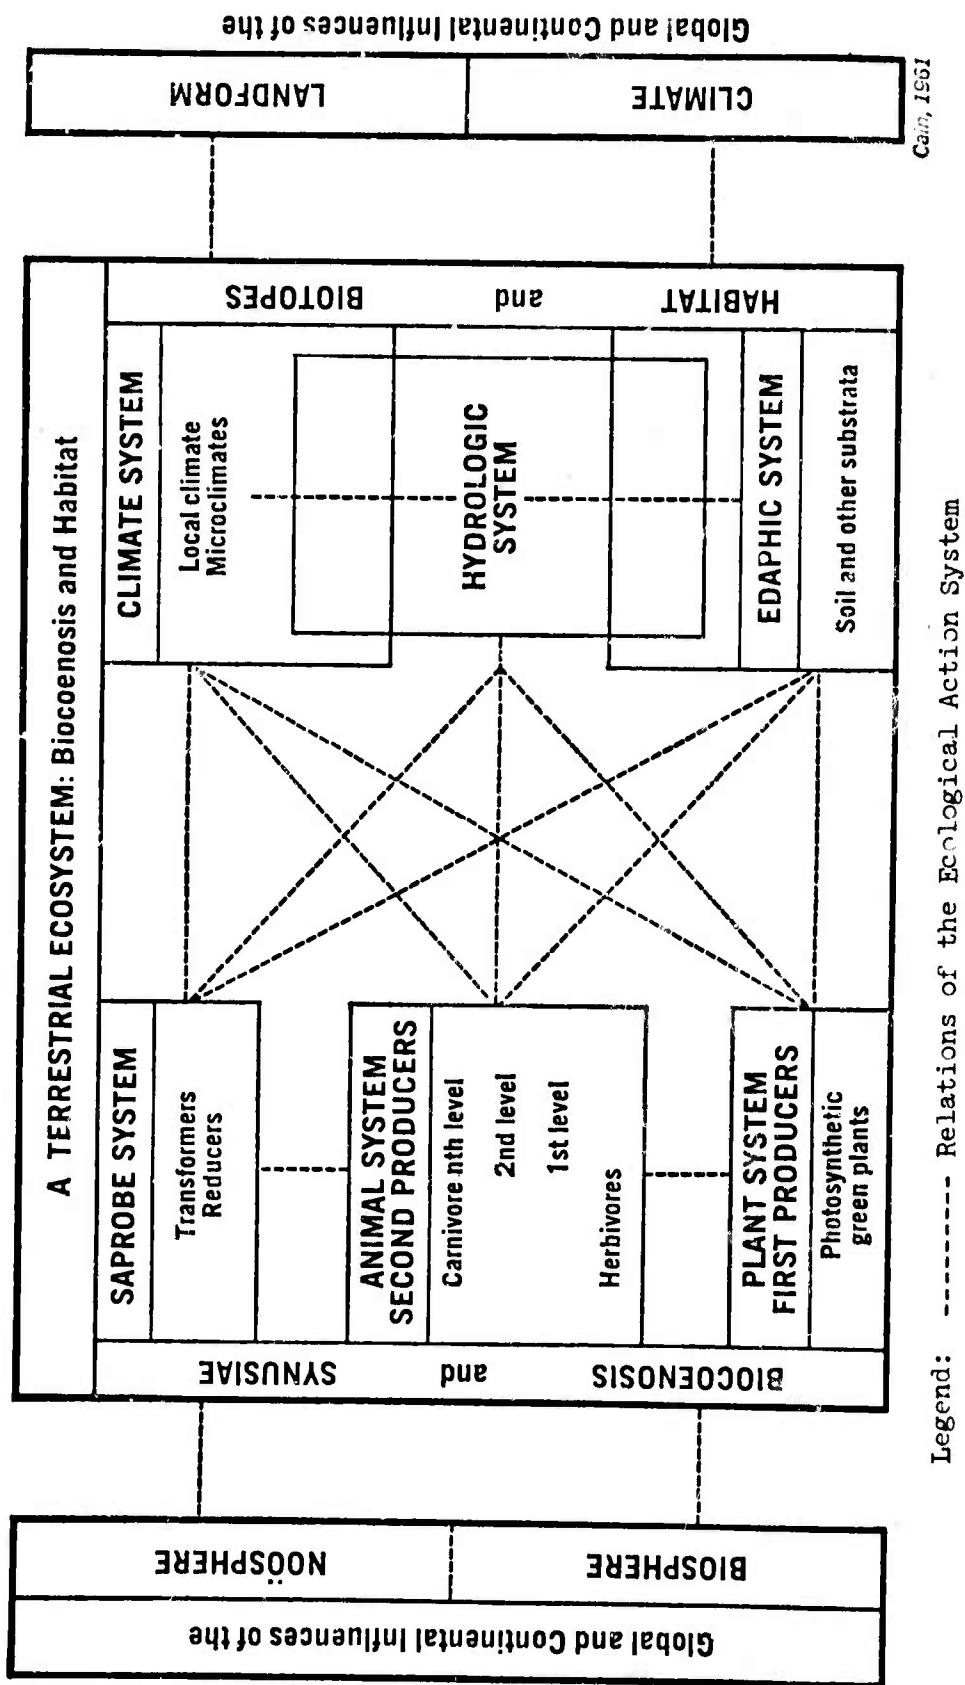 Global and Continental Influences of the
NOÖSPHERE
BIOSPHERE
A TERRESTRIAL ECOSYSTEM: Biocoenosis and Habitat
SYNUSIAE and BIOCOENOSIS
SAPROBE SYSTEM
Transformers
Reducers
ANIMAL SYSTEM
SECOND PRODUCERS
Carnivore nth level
2nd level
1st level
Herbivores
PLANT SYSTEM
FIRST PRODUCERS
Photosynthetic
green plants
CLIMATE SYSTEM
Local climate
Microclimates
HYDROLOGIC
SYSTEM
EDAPHIC SYSTEM
Soil and other substrata
BIOTOPES and HABITAT
LANDFORM
CLIMATE
Global and Continental Influences of the
Cain, 1961
Legend: --------- Relations of the Ecological Action System